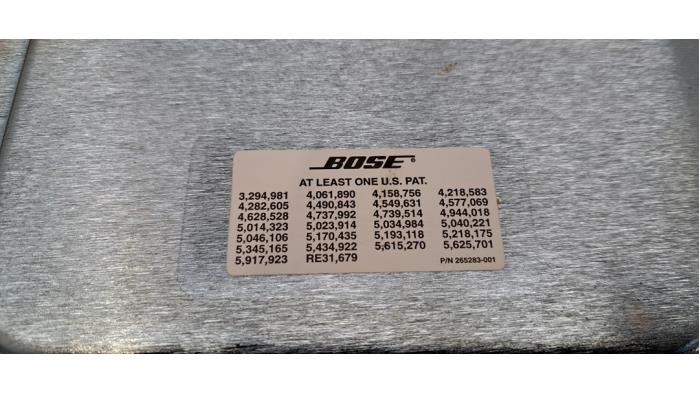 BOSE®
AT LEAST ONE U.S. PAT.
3,294,981 4,061,890 4,158,756 4,218,583
4,282,605 4,490,843 4,549,631 4,577,069
4,628,528 4,737,992 4,739,514 4,944,018
5,014,323 5,023,914 5,034,984 5,040,221
5,046,106 5,170,435 5,193,118 5,218,175
5,345,165 5,434,922 5,615,270 5,625,701
5,917,923 RE31,679 P/N 265283-001